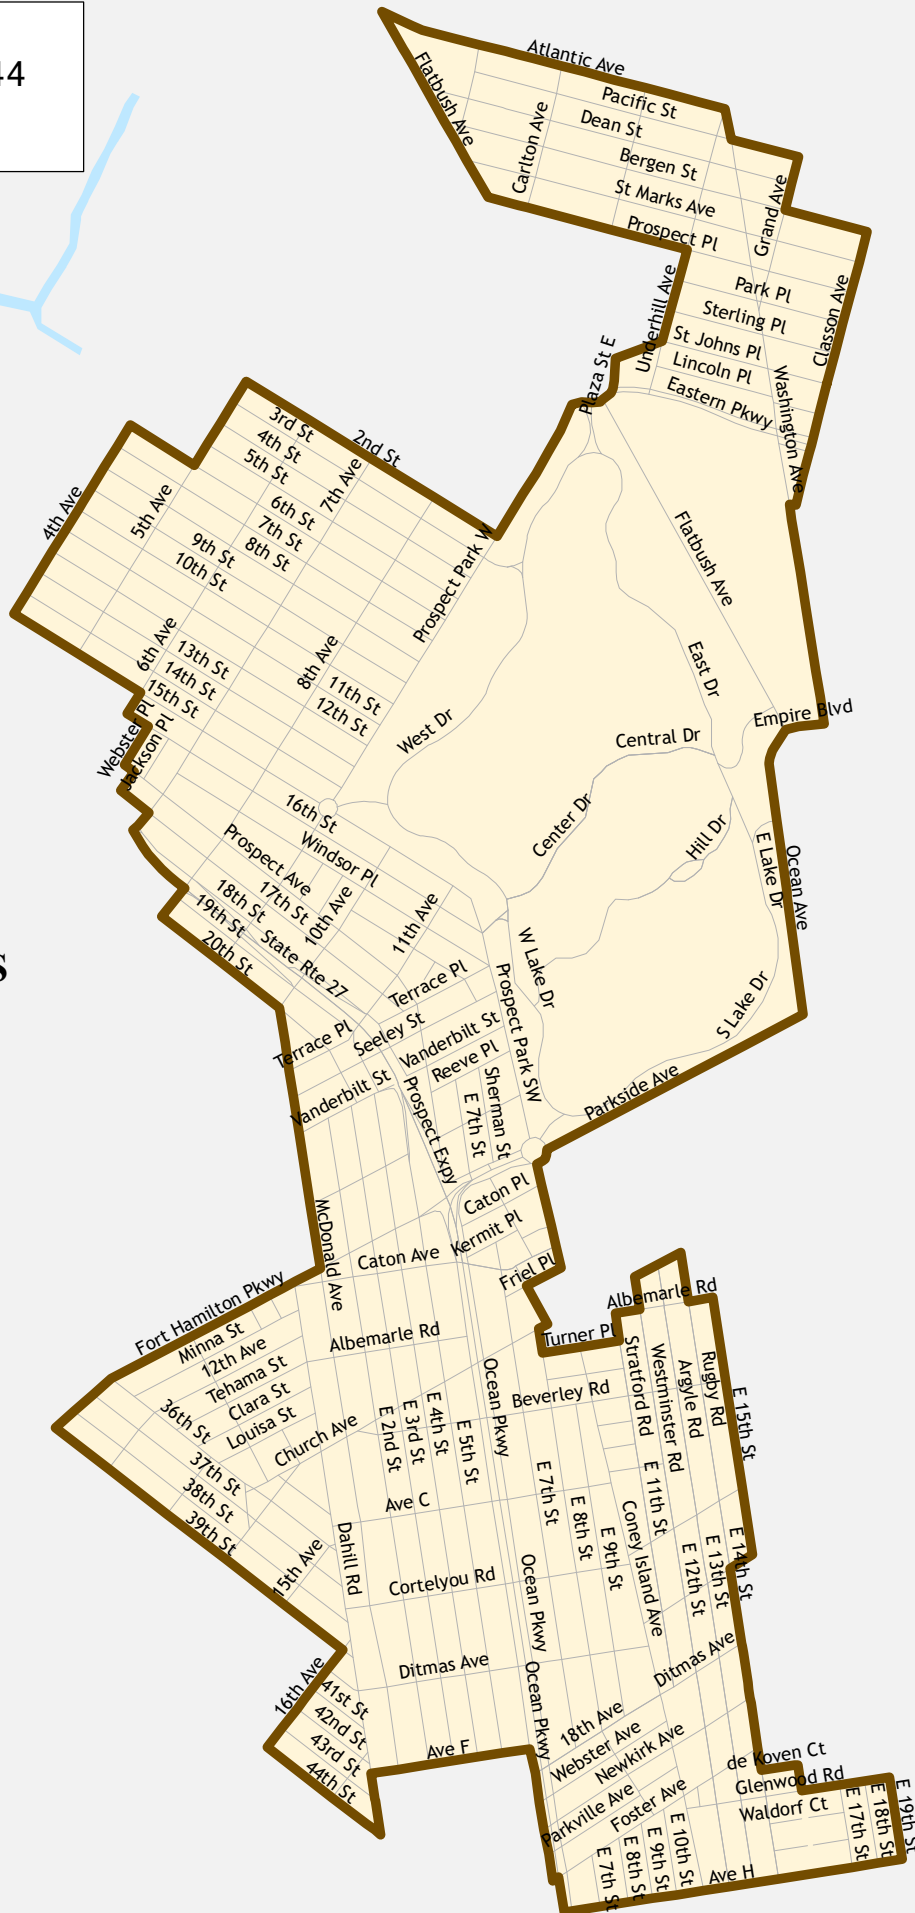 44
Atlantic Ave
Flatbush Ave
Pacific St
Carlton Ave
Dean St
Bergen St
St Marks Ave
Grand Ave
Prospect Pl
Underhill Ave
Park Pl
Classon Ave
Sterling Pl
St Johns Pl
Plaza St E
Lincoln Pl
Eastern Pkwy
Washington Ave
3rd St
2nd St
4th St
5th St
7th Ave
4th Ave
5th Ave
6th St
7th St
8th St
9th St
10th St
Prospect Park W
Flatbush Ave
6th Ave
13th St
14th St
15th St
8th Ave
11th St
12th St
East Dr
West Dr
Empire Blvd
Central Dr
Webster Pl
Jackson Pl
16th St
Center Dr
Hill Dr
Windsor Pl
Prospect Ave
E Lake Dr
Ocean Ave
17th St
18th St
10th Ave
11th Ave
19th St
20th St
State Rte 27
S
W Lake Dr
Terrace Pl
Prospect Park SW
S Lake Dr
Terrace Pl
Seeley St
Vanderbilt St
Reeve Pl
Sherman St
Vanderbilt St
Prospect Expy
E 7th St
Parkside Ave
Caton Pl
McDonald Ave
Kermit Pl
Caton Ave
Friel Pl
Fort Hamilton Pkwy
Albemarle Rd
Minna St
12th Ave
Albemarle Rd
Turner Pl
Tehama St
Clara St
Louisa St
36th St
Church Ave
Ocean Pkwy
Beverley Rd
Stratford Rd
Westminster Rd
Argyle Rd
Rugby Rd
E 15th St
E 2nd St
E 3rd St
E 4th St
E 5th St
37th St
38th St
39th St
Ave C
E 7th St
E 8th St
E 9th St
E 11th St
Coney Island Ave
15th Ave
Dahill Rd
Cortelyou Rd
Ocean Pkwy
E 12th St
E 13th St
E 14th St
Ditmas Ave
Ditmas Ave
16th Ave
41st St
42nd St
43rd St
44th St
Ocean Pkwy
18th Ave
Webster Ave
Newkirk Ave
Ave F
de Koven Ct
Glenwood Rd
Parkville Ave
Foster Ave
Waldorf Ct
E 17th St
E 18th St
E 19th St
E 7th St
E 8th St
E 9th St
E 10th St
Ave H